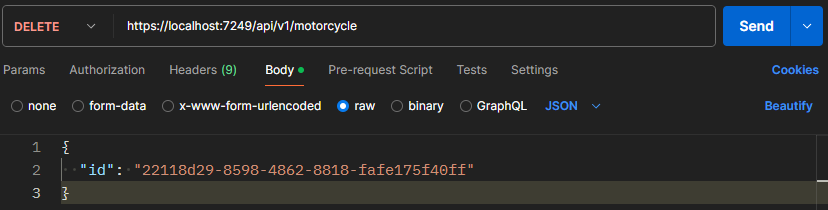 DELETE https://localhost:7249/api/v1/motorcycle Send
Params Authorization Headers (9) Body Pre-request Script Tests Settings Cookies
none form-data x-www-form-urlencoded raw binary GraphQL JSON Beautify
1 {
2 "id": "22118d29-8598-4862-8818-fafe175f40ff"
3 }